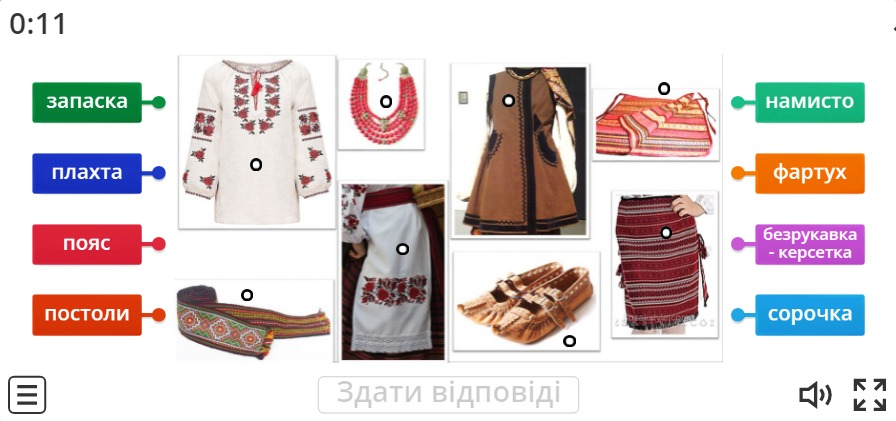 0:11
запаска
плахта
пояс
постоли
намисто
фартух
безрукавка
- керсетка
сорочка
Здати відповіді